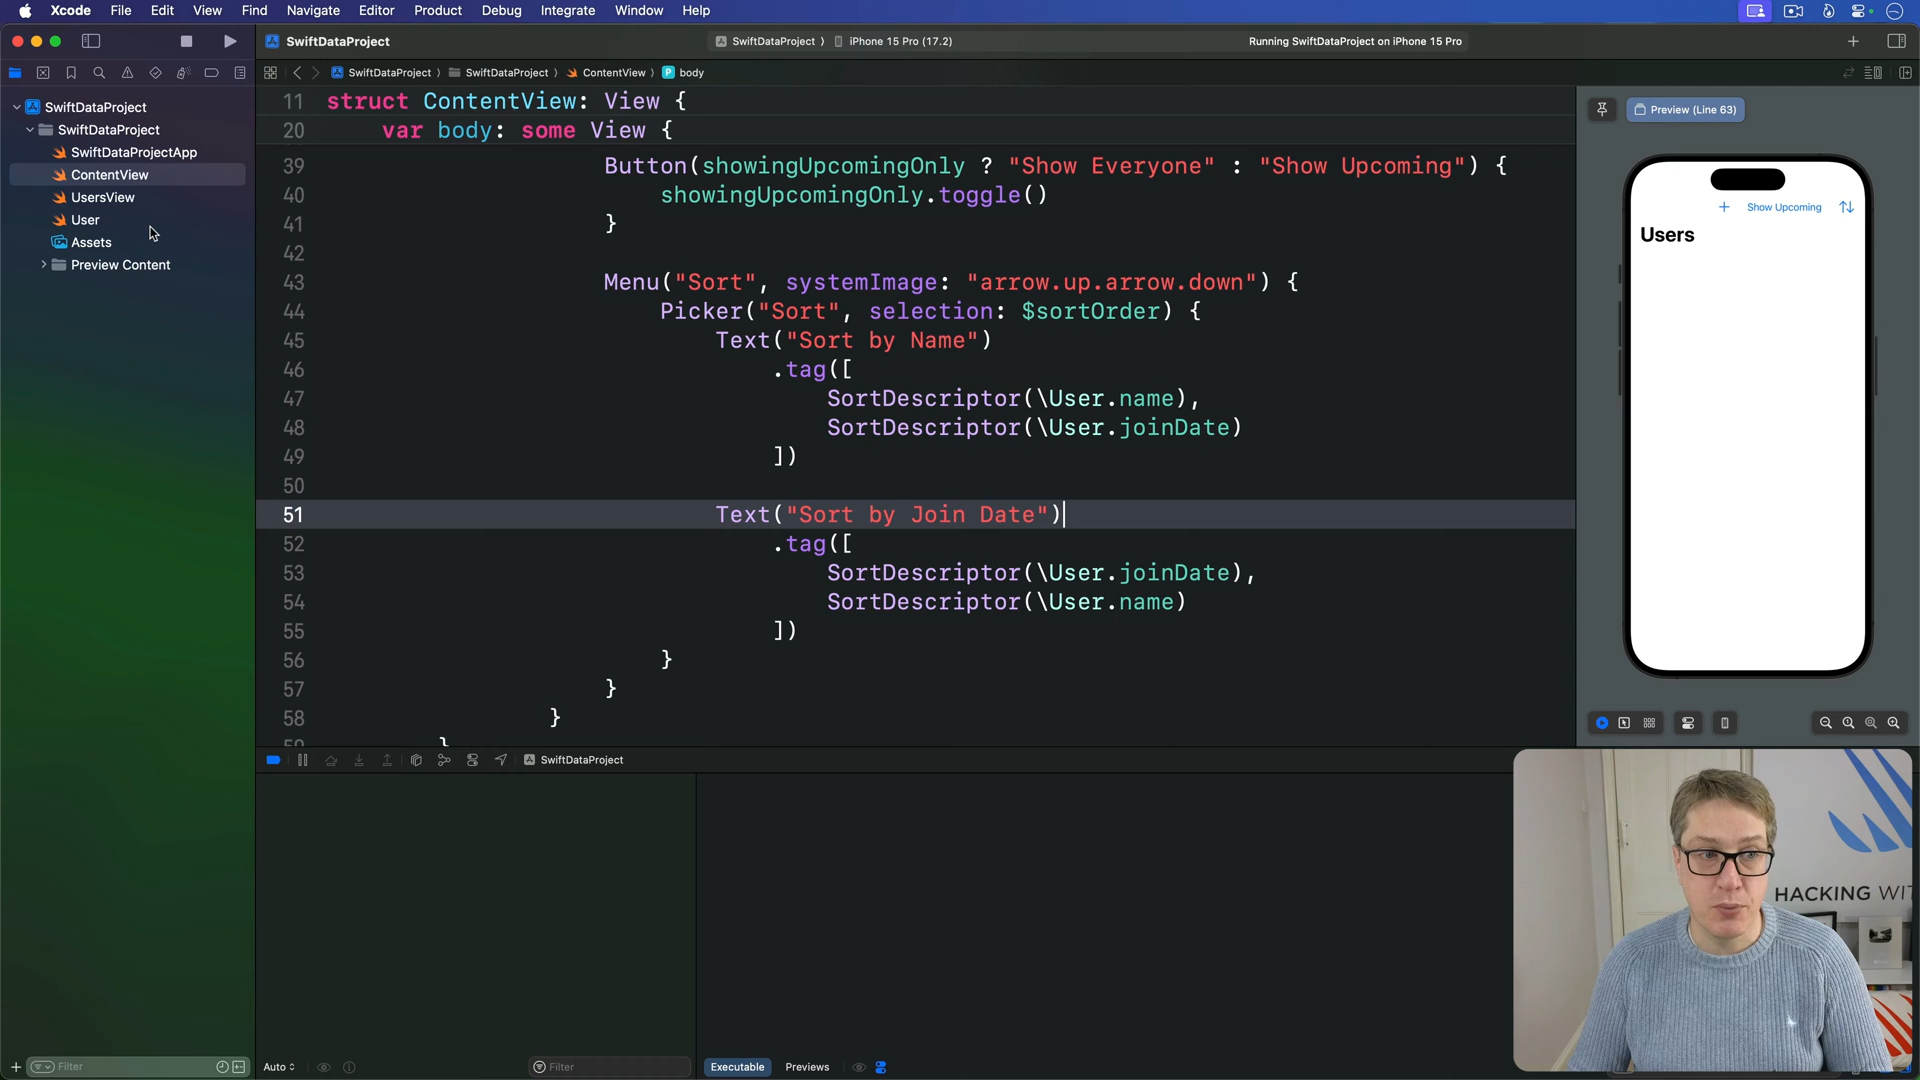 Xcode File Edit View Find Navigate Editor Product Debug Integrate Window Help
SwiftDataProject
SwiftDataProject iPhone 15 Pro (17.2)
Running SwiftDataProject on iPhone 15 Pro
SwiftDataProject SwiftDataProject ContentView P body
SwiftDataProject
SwiftDataProject
SwiftDataProjectApp
ContentView
UsersView
User
Assets
Preview Content
11 struct ContentView: View {
20 var body: some View {
39 Button(showingUpcomingOnly ? "Show Everyone" : "Show Upcoming") {
40 showingUpcomingOnly.toggle()
41 }
42
43 Menu("Sort", systemImage: "arrow.up.arrow.down") {
44 Picker("Sort", selection: $sortOrder) {
45 Text("Sort by Name")
46 .tag([
47 SortDescriptor(\User.name),
48 SortDescriptor(\User.joinDate)
49 ])
50
51 Text("Sort by Join Date")
52 .tag([
53 SortDescriptor(\User.joinDate),
54 SortDescriptor(\User.name)
55 ])
56 }
57 }
58 }
59 }
Preview (Line 63)
Show Upcoming
Users
SwiftDataProject
HACKING WIT
Filter
Auto
Filter
Executable Previews